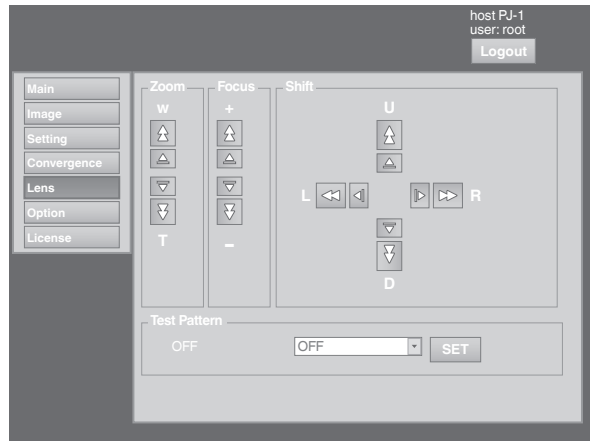 host PJ-1
user: root
Logout
Main
Image
Setting
Convergence
Lens
Option
License
Zoom
W
T
Focus
+
–
Shift
U
L
R
D
Test Pattern
OFF
OFF
SET